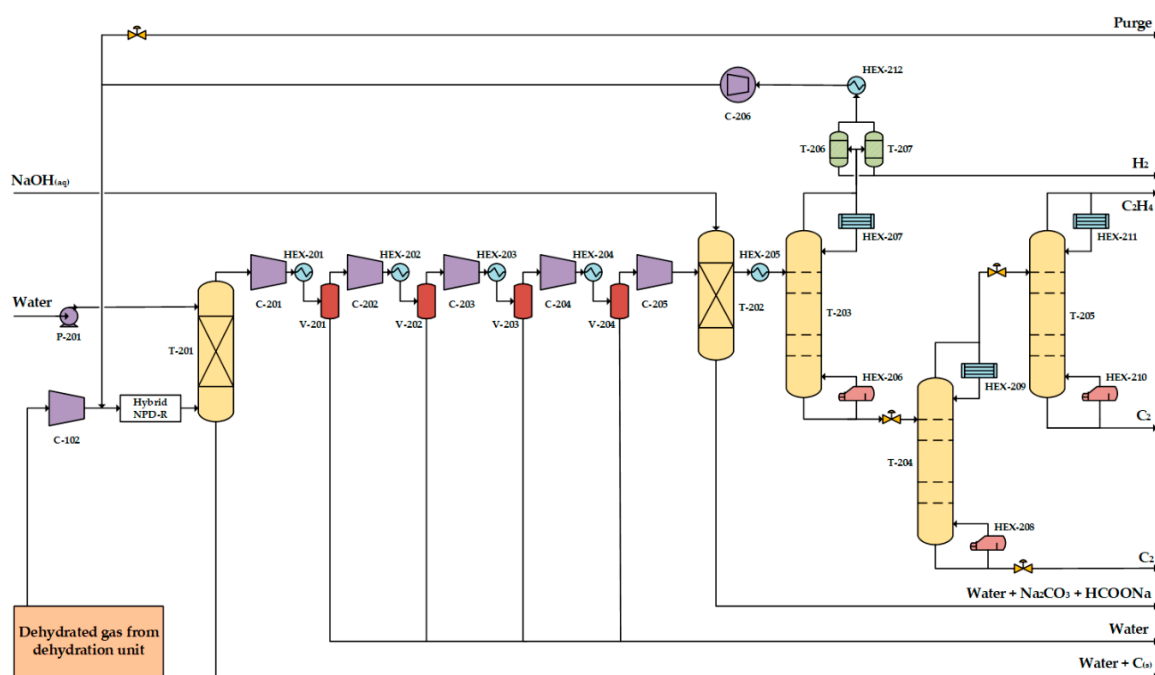 Purge
HEX-212
C-206
T-206
T-207
H₂
NaOH(aq)
C₂H₄
HEX-207
HEX-211
HEX-201
HEX-202
HEX-203
HEX-204
HEX-205
C-201
C-202
C-203
C-204
C-205
Water
P-201
V-201
V-202
V-203
V-204
T-202
T-203
T-205
T-201
HEX-206
HEX-209
HEX-210
Hybrid
NPD-R
C-102
C₂
T-204
HEX-208
C₂
Water + Na₂CO₃ + HCOONa
Dehydrated gas from
dehydration unit
Water
Water + C(s)